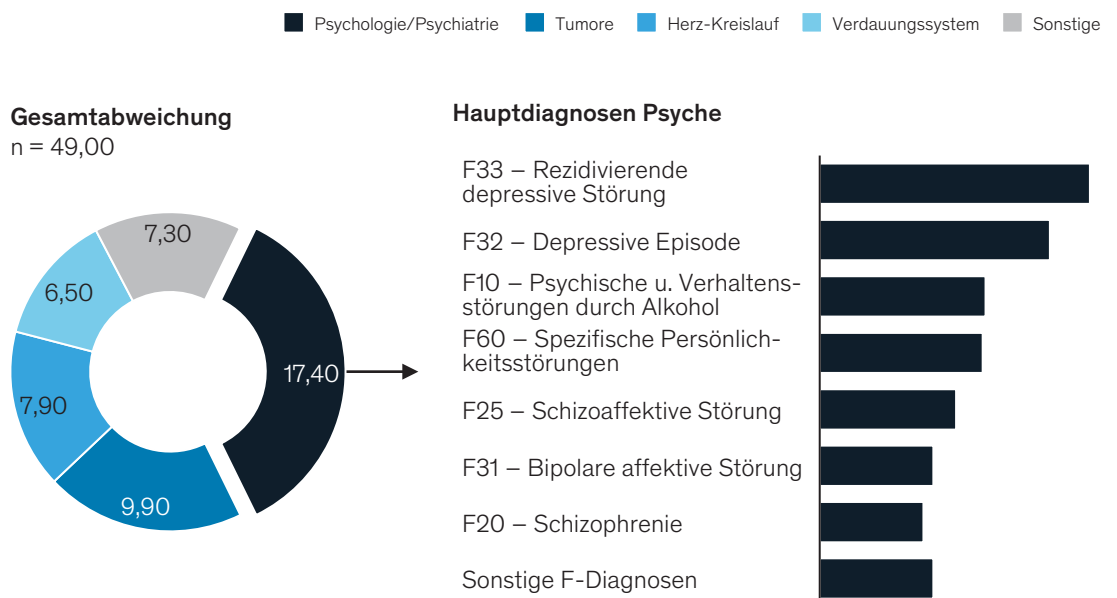 Psychologie/Psychiatrie Tumore Herz-Kreislauf Verdauungssystem Sonstige
Gesamtabweichung
n = 49,00
7,30
6,50
17,40
7,90
9,90
Hauptdiagnosen Psyche
F33 – Rezidivierende
depressive Störung
F32 – Depressive Episode
F10 – Psychische u. Verhaltens-
störungen durch Alkohol
F60 – Spezifische Persönlich-
keitsstörungen
F25 – Schizoaffektive Störung
F31 – Bipolare affektive Störung
F20 – Schizophrenie
Sonstige F-Diagnosen